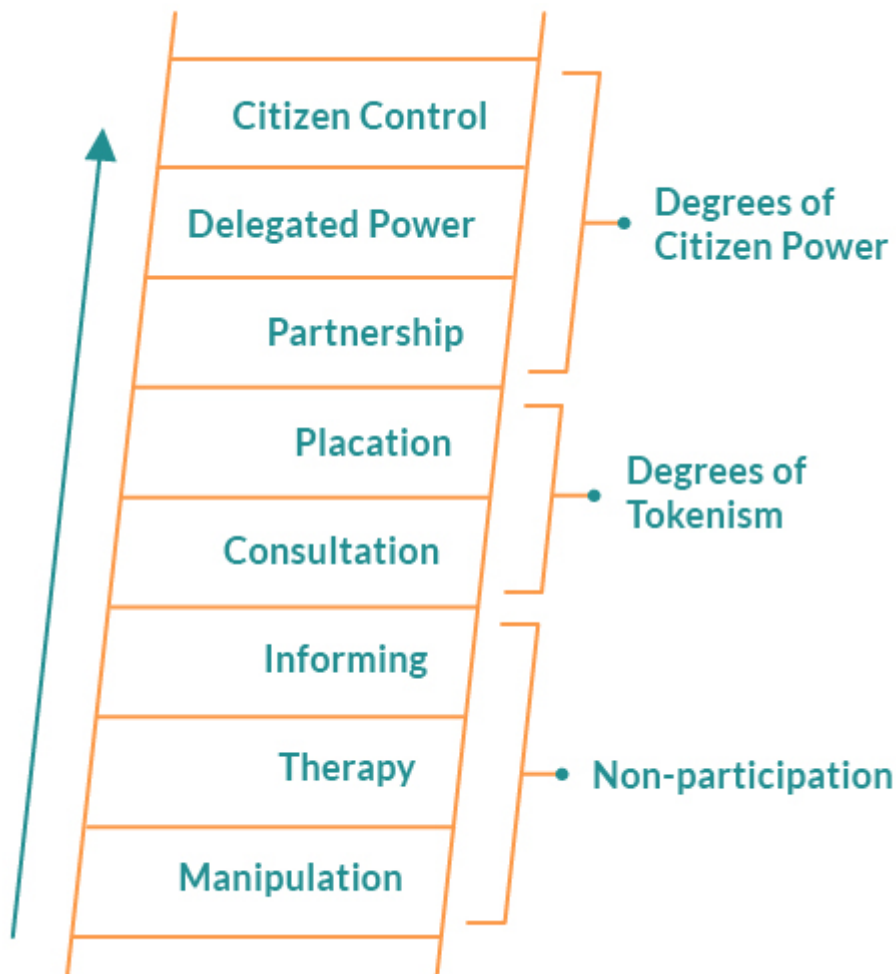 Citizen Control
Delegated Power
Partnership
Degrees of
Citizen Power
Placation
Consultation
Degrees of
Tokenism
Informing
Therapy
Manipulation
Non-participation